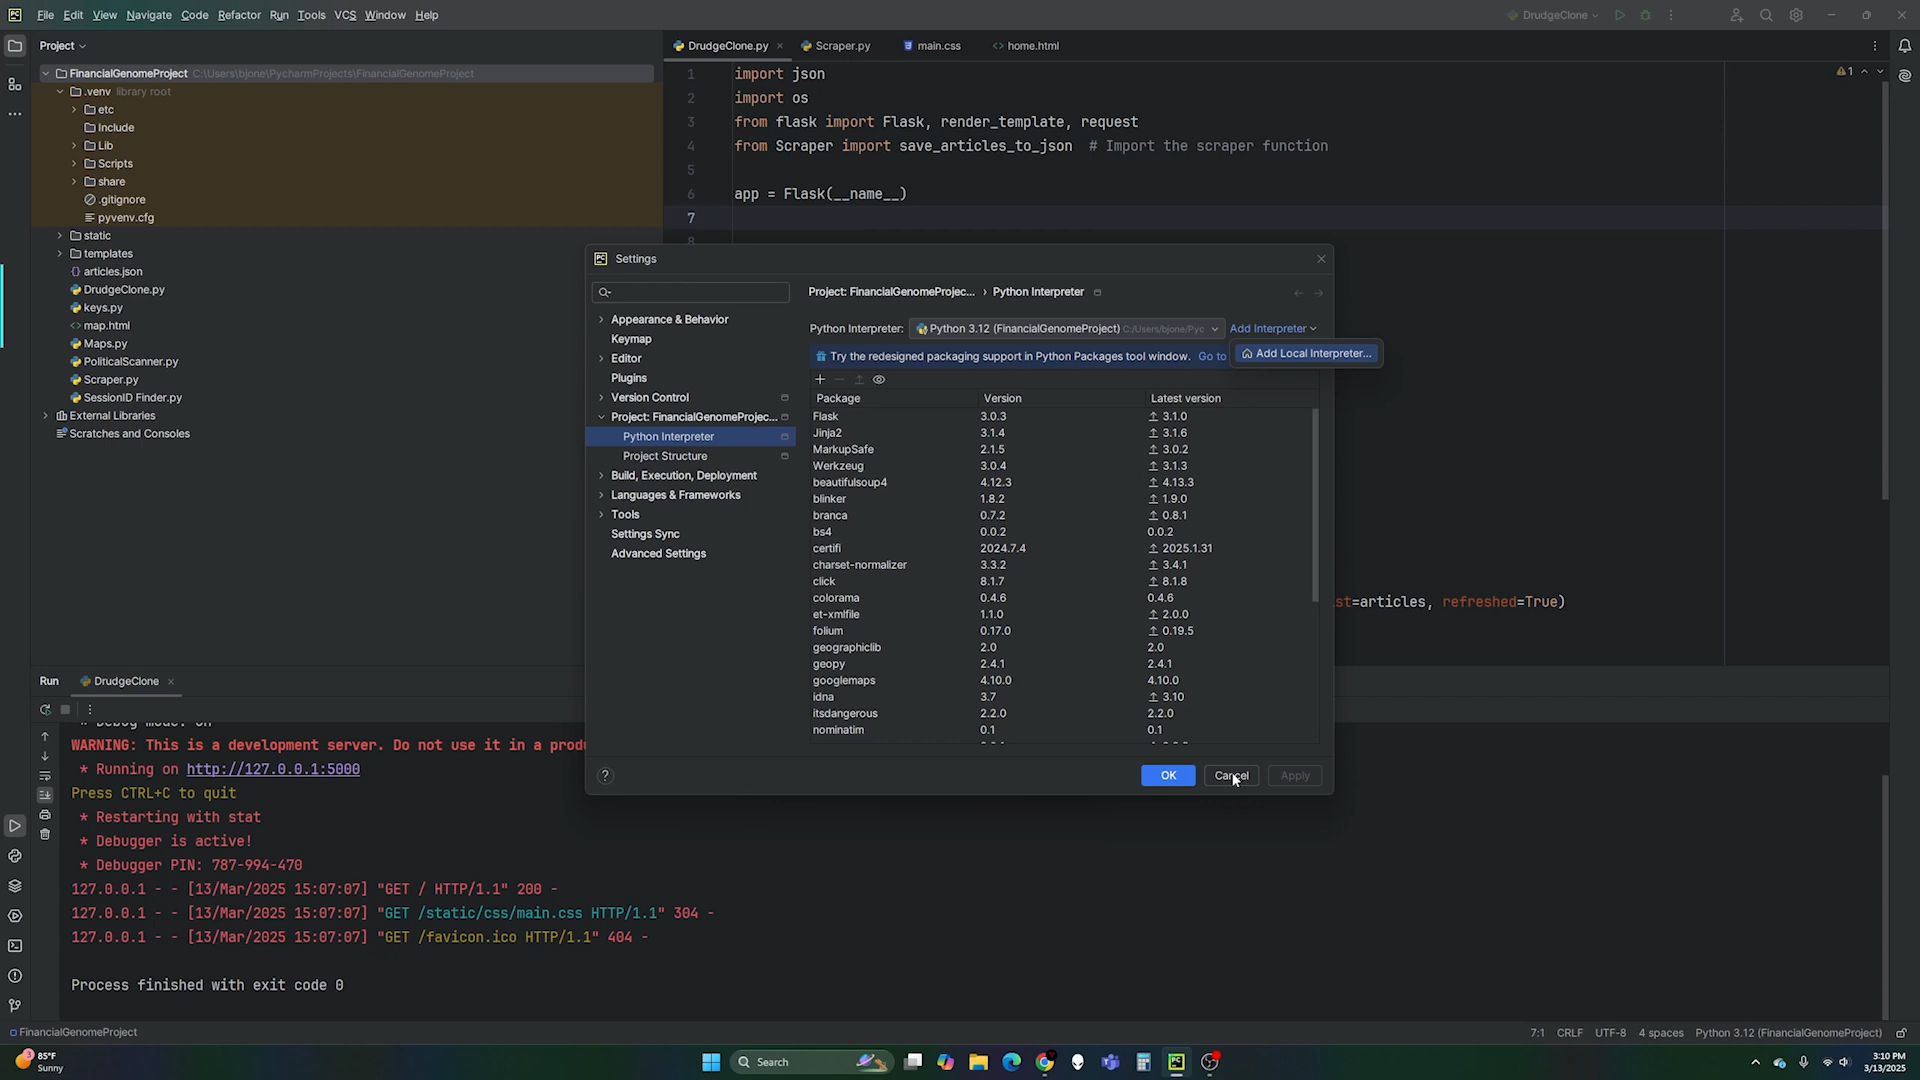 File Edit View Navigate Code Refactor Run Tools VCS Window Help
DrudgeClone
Project
DrudgeClone.py
Scraper.py
main.css
home.html
FinancialGenomeProject C:\Users\bjone\PycharmProjects\FinancialGenomeProject
.venv library root
etc
Include
Lib
Scripts
share
.gitignore
pyvenv.cfg
static
templates
articles.json
DrudgeClone.py
keys.py
map.html
Maps.py
PoliticalScanner.py
Scraper.py
SessionID Finder.py
External Libraries
Scratches and Consoles
1 import json
2 import os
3 from flask import Flask, render_template, request
4 from Scraper import save_articles_to_json # Import the scraper function
5
6 app = Flask(__name__)
7
8
1
st=articles, refreshed=True)
Settings
Appearance & Behavior
Keymap
Editor
Plugins
Version Control
Project: FinancialGenomeProjec...
Python Interpreter
Project Structure
Build, Execution, Deployment
Languages & Frameworks
Tools
Settings Sync
Advanced Settings
Project: FinancialGenomeProjec... › Python Interpreter
Python Interpreter: Python 3.12 (FinancialGenomeProject) C:/Users/bjone/Pyc Add Interpreter
Add Local Interpreter...
Try the redesigned packaging support in Python Packages tool window. Go to
Package Version Latest version
Flask 3.0.3 3.1.0
Jinja2 3.1.4 3.1.6
MarkupSafe 2.1.5 3.0.2
Werkzeug 3.0.4 3.1.3
beautifulsoup4 4.12.3 4.13.3
blinker 1.8.2 1.9.0
branca 0.7.2 0.8.1
bs4 0.0.2 0.0.2
certifi 2024.7.4 2025.1.31
charset-normalizer 3.3.2 3.4.1
click 8.1.7 8.1.8
colorama 0.4.6 0.4.6
et-xmlfile 1.1.0 2.0.0
folium 0.17.0 0.19.5
geographiclib 2.0 2.0
geopy 2.4.1 2.4.1
googlemaps 4.10.0 4.10.0
idna 3.7 3.10
itsdangerous 2.2.0 2.2.0
nominatim 0.1 0.1
? OK Cancel Apply
Run DrudgeClone
* Debug mode: on
WARNING: This is a development server. Do not use it in a produ
* Running on http://127.0.0.1:5000
Press CTRL+C to quit
* Restarting with stat
* Debugger is active!
* Debugger PIN: 787-994-470
127.0.0.1 - - [13/Mar/2025 15:07:07] "GET / HTTP/1.1" 200 -
127.0.0.1 - - [13/Mar/2025 15:07:07] "GET /static/css/main.css HTTP/1.1" 304 -
127.0.0.1 - - [13/Mar/2025 15:07:07] "GET /favicon.ico HTTP/1.1" 404 -
Process finished with exit code 0
FinancialGenomeProject
7:1 CRLF UTF-8 4 spaces Python 3.12 (FinancialGenomeProject)
3
85°F
Sunny
Search
3:10 PM
3/13/2025